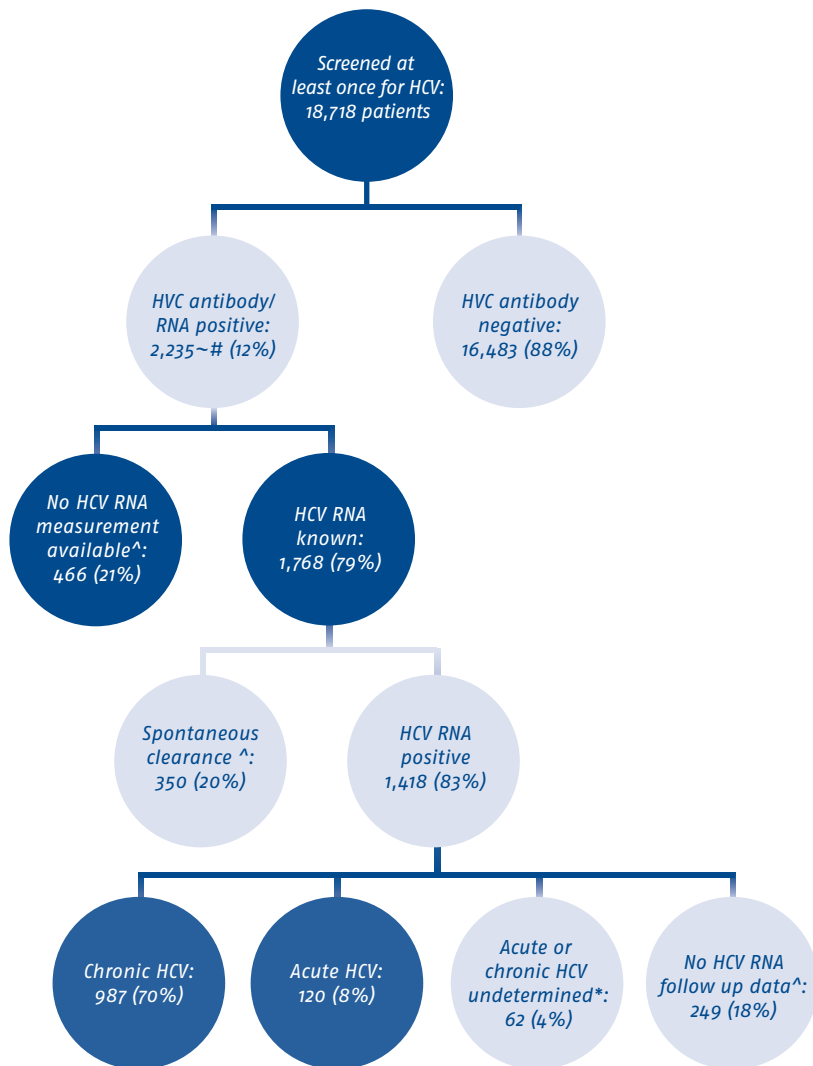 Screened at
least once for HCV:
18,718 patients
HVC antibody/
RNA positive:
2,235~# (12%)
HVC antibody
negative:
16,483 (88%)
No HCV RNA
measurement
available^:
466 (21%)
HCV RNA
known:
1,768 (79%)
Spontaneous
clearance ^:
350 (20%)
HCV RNA
positive
1,418 (83%)
Chronic HCV:
987 (70%)
Acute HCV:
120 (8%)
Acute or
chronic HCV
undetermined*:
62 (4%)
No HCV RNA
follow up data^:
249 (18%)